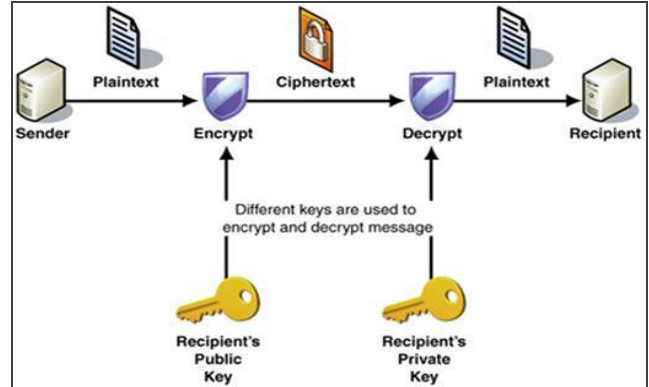 Plaintext
Ciphertext
Plaintext
Sender
Encrypt
Decrypt
Recipient
Different keys are used to
encrypt and decrypt message
Recipient's
Public
Key
Recipient's
Private
Key